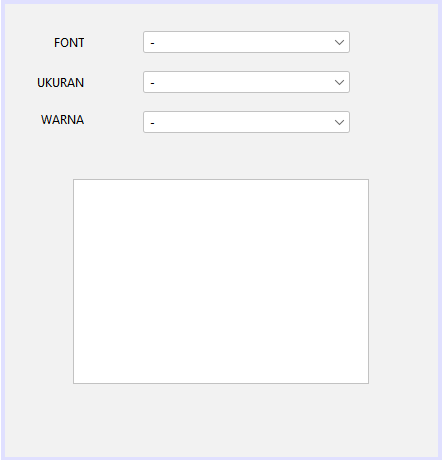 FONT -
UKURAN -
WARNA -